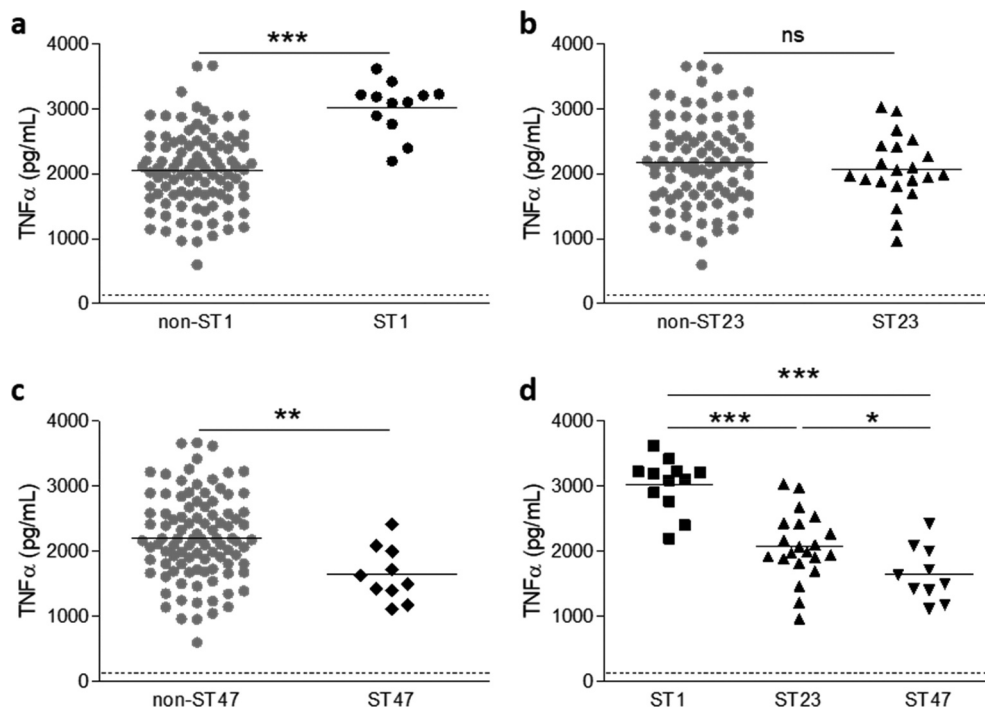 a
TNFα (pg/mL)
4000
3000
2000
1000
0
***
non-ST1 ST1
b
TNFα (pg/mL)
4000
3000
2000
1000
0
ns
non-ST23 ST23
c
TNFα (pg/mL)
4000
3000
2000
1000
0
**
non-ST47 ST47
d
TNFα (pg/mL)
4000
3000
2000
1000
0
***
*** *
ST1 ST23 ST47